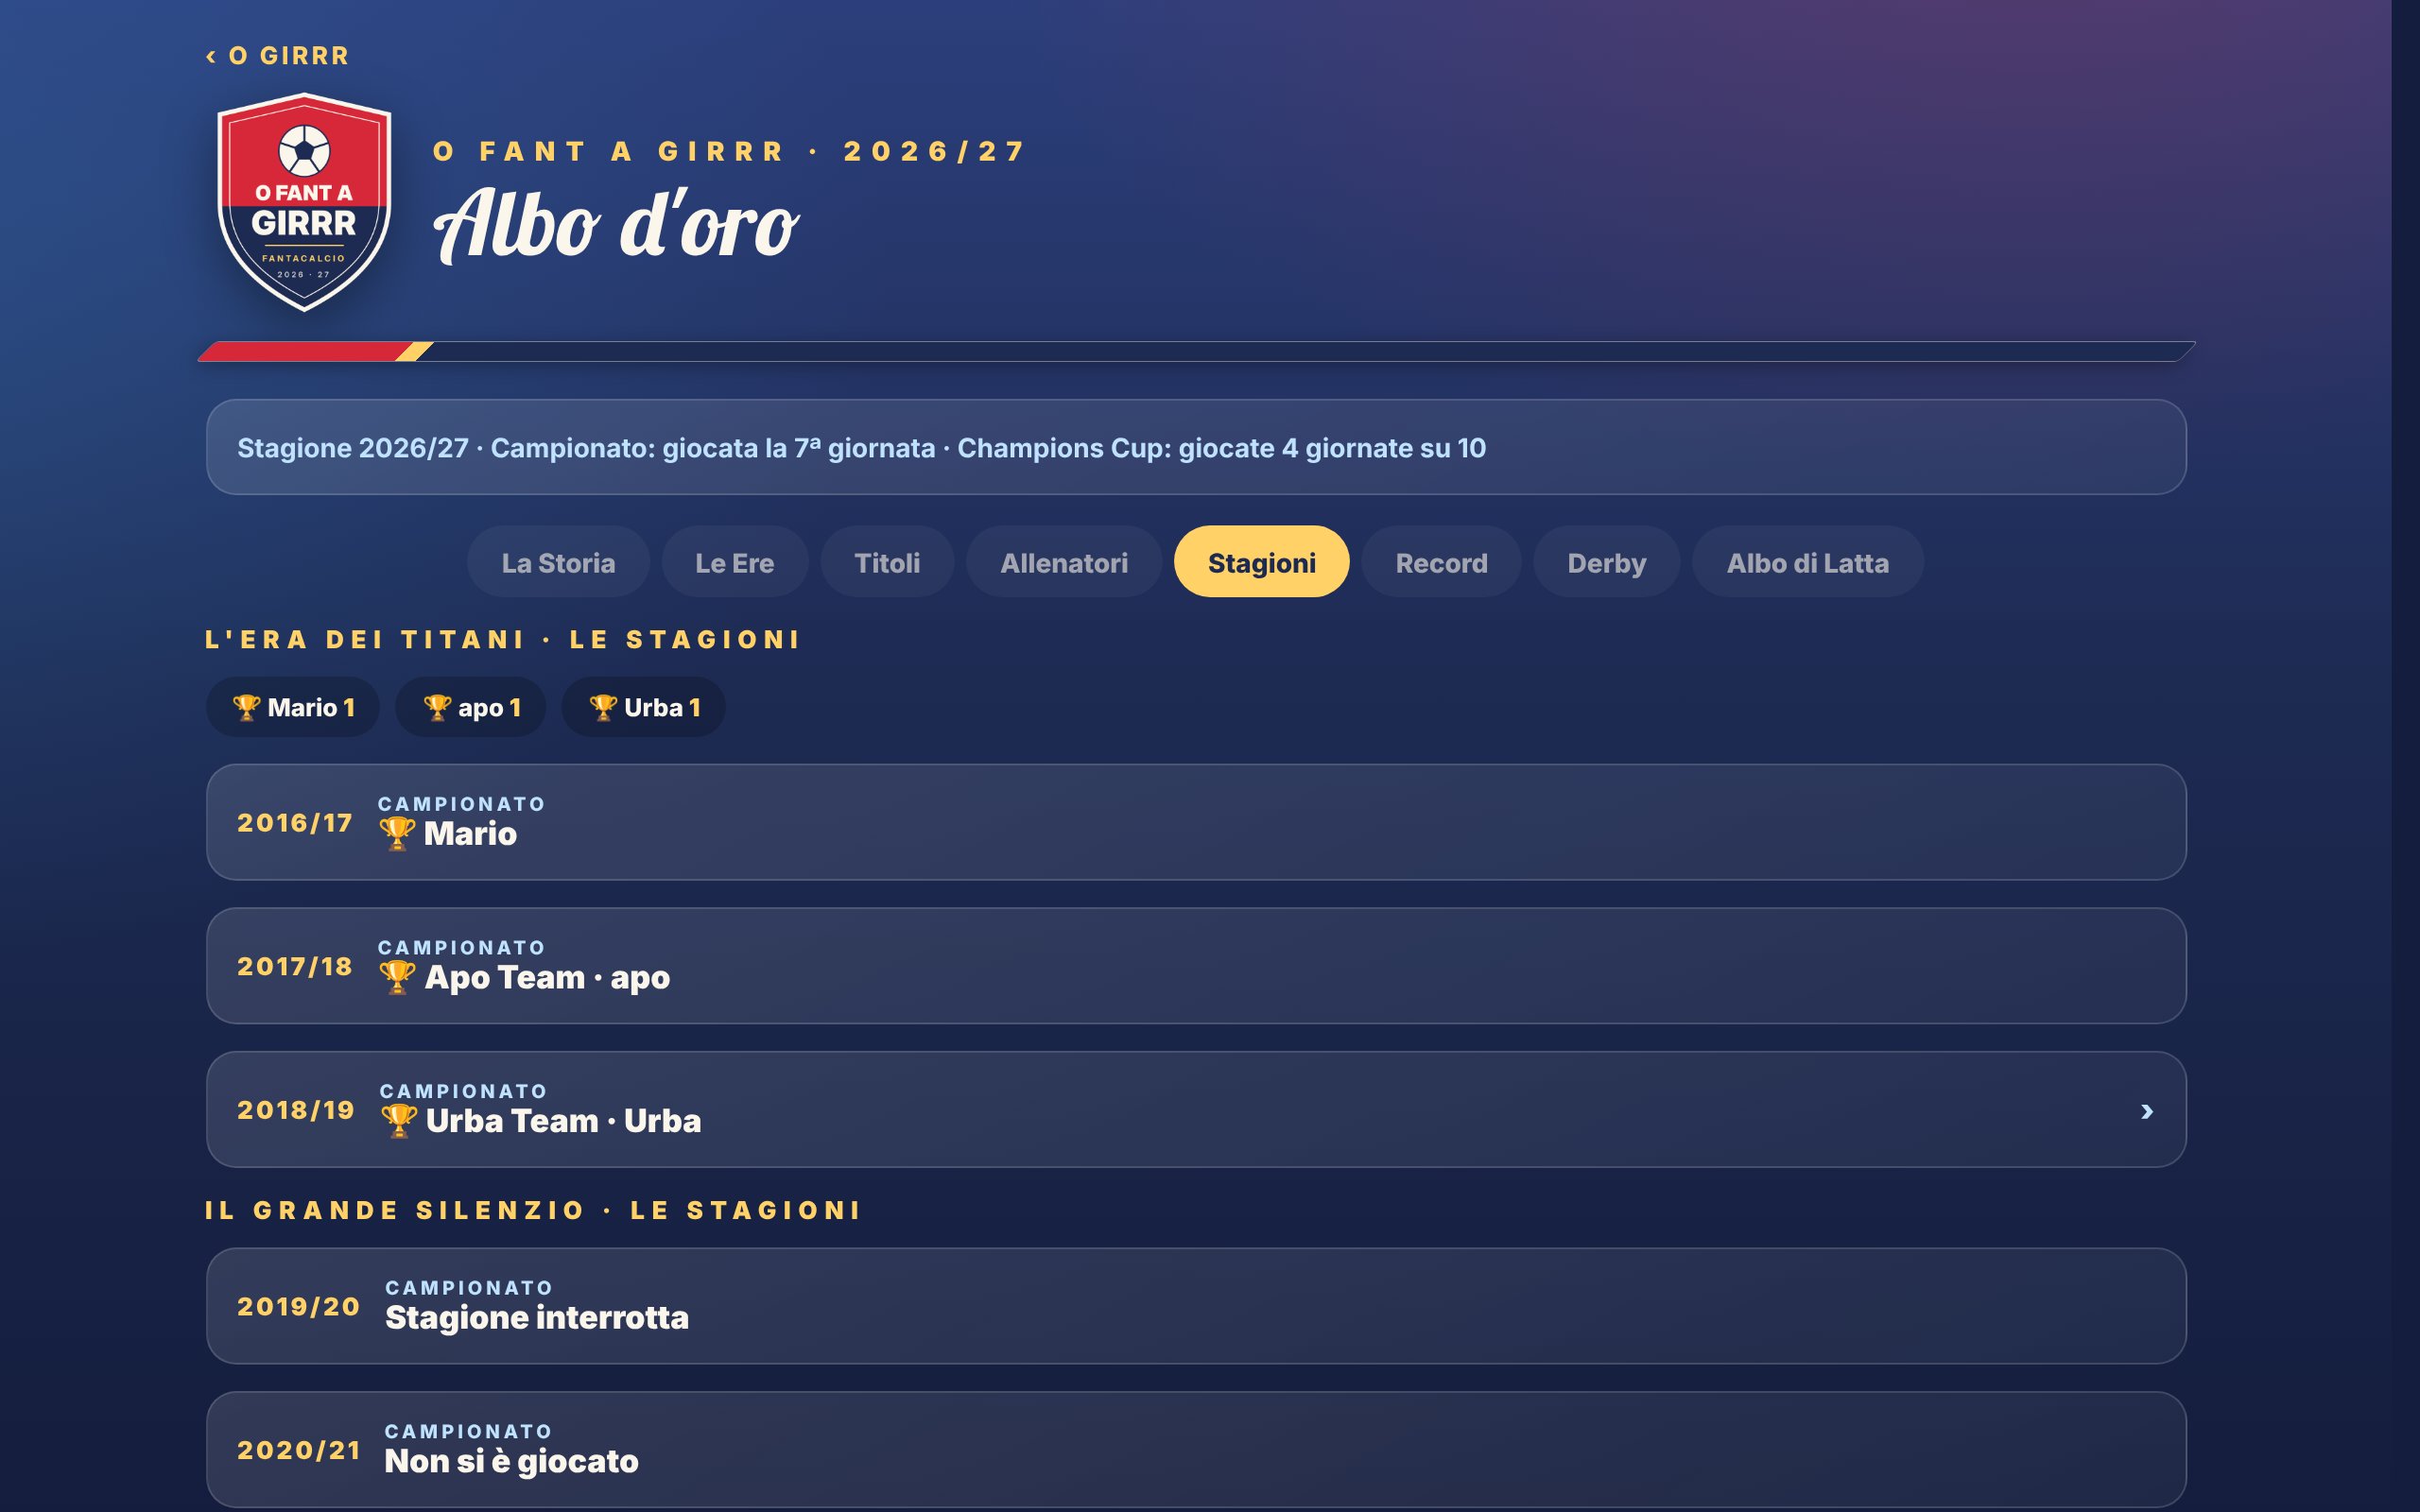 ‹ O GIRRR
O FANT A
GIRRR
FANTACALCIO
2026 · 27
O FANT A GIRRR · 2026/27
Albo d'oro
Stagione 2026/27 · Campionato: giocata la 7ª giornata · Champions Cup: giocate 4 giornate su 10
La Storia
Le Ere
Titoli
Allenatori
Stagioni
Record
Derby
Albo di Latta
L'ERA DEI TITANI · LE STAGIONI
🏆 Mario 1
🏆 apo 1
🏆 Urba 1
2016/17
CAMPIONATO
🏆 Mario
2017/18
CAMPIONATO
🏆 Apo Team · apo
2018/19
CAMPIONATO
🏆 Urba Team · Urba
›
IL GRANDE SILENZIO · LE STAGIONI
2019/20
CAMPIONATO
Stagione interrotta
2020/21
CAMPIONATO
Non si è giocato